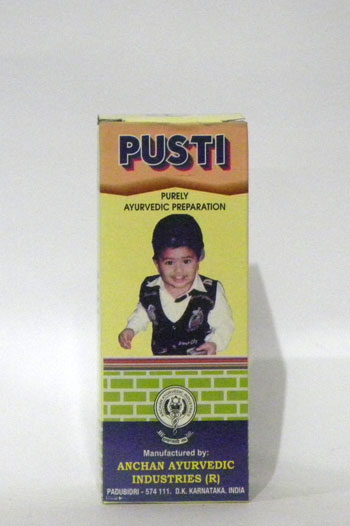 PUSTI
PURELY
AYURVEDIC PREPARATION
Manufactured by:
ANCHAN AYURVEDIC
INDUSTRIES (R)
PADUBIDRI - 574 111. D.K. KARNATAKA, INDIA